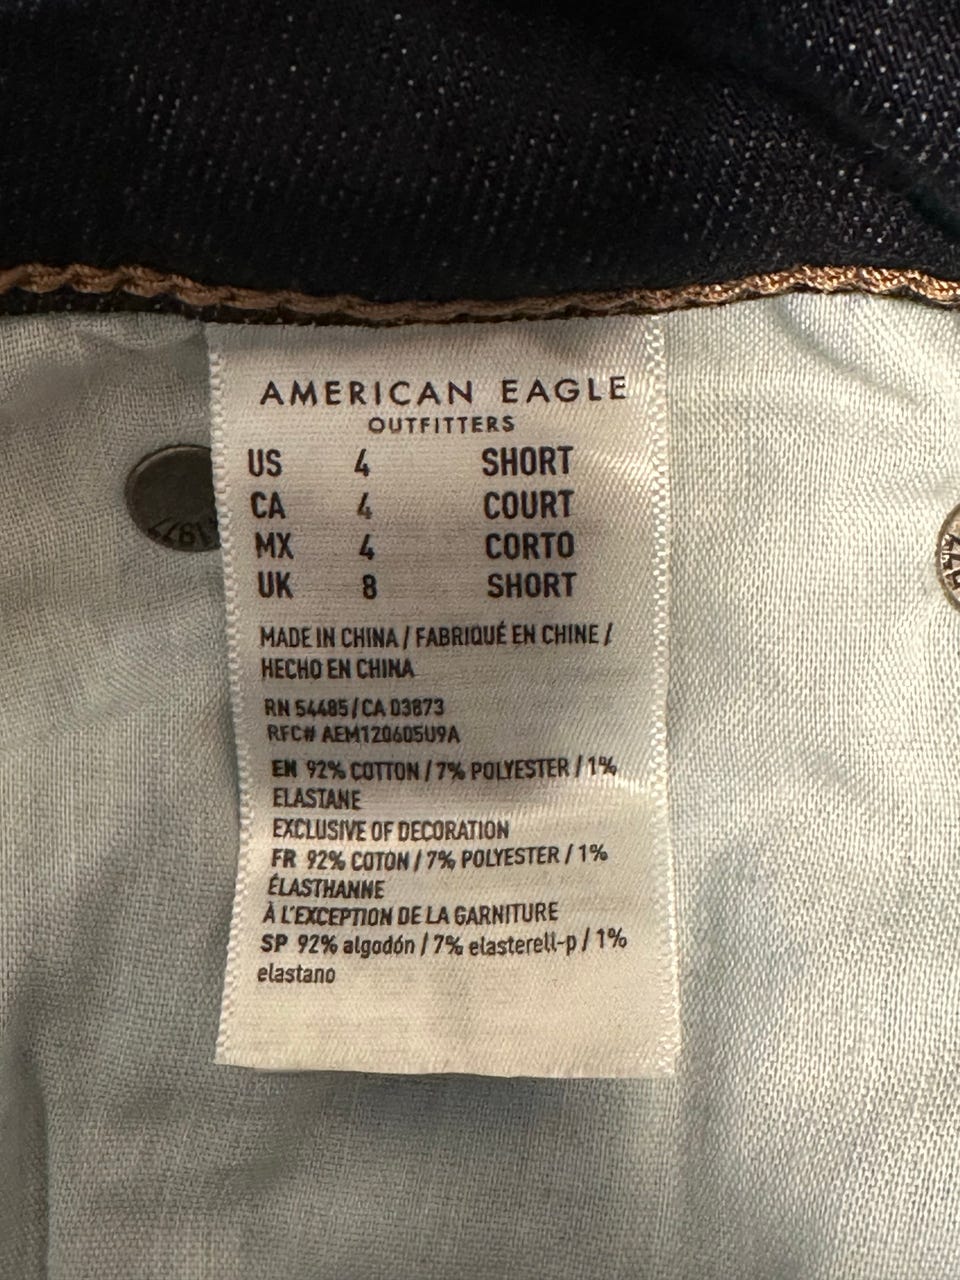 AMERICAN EAGLE
OUTFITTERS
US 4 SHORT
CA 4 COURT
MX 4 CORTO
UK 8 SHORT
MADE IN CHINA / FABRIQUÉ EN CHINE /
HECHO EN CHINA
RN 54485 / CA 03873
RFC# AEM120605U9A
EN 92% COTTON / 7% POLYESTER / 1%
ELASTANE
EXCLUSIVE OF DECORATION
FR 92% COTON / 7% POLYESTER / 1%
ÉLASTHANNE
À L'EXCEPTION DE LA GARNITURE
SP 92% algodón / 7% elasterell-p / 1%
elastano
1977